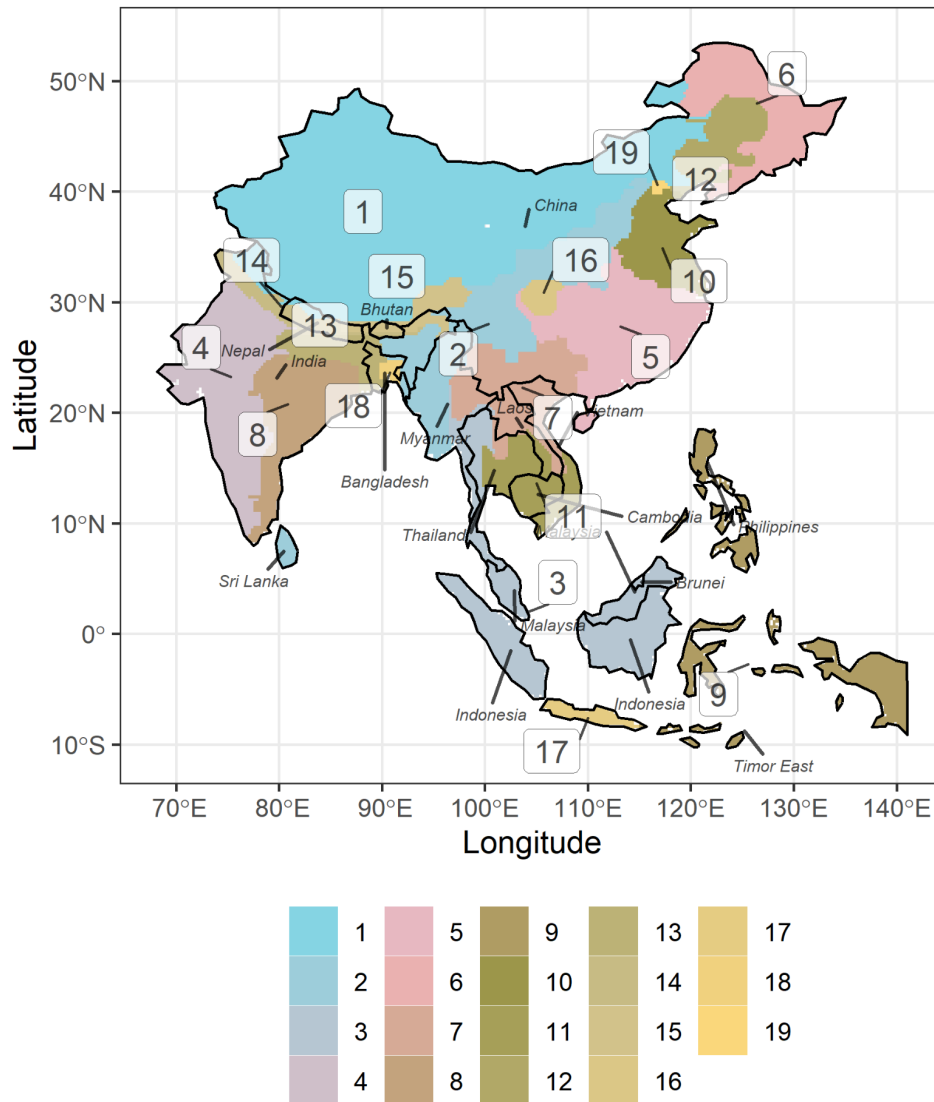 50°N
6
19
12
40°N
1
China
14
15
16
10
30°N
Bhutan
13
4
Nepal
India
2
5
20°N
8
18
Laos
7
Vietnam
Myanmar
Bangladesh
11
Malaysia
10°N
Thailand
Cambodia
Philippines
Sri Lanka
3
Brunei
0°
Malaysia
Indonesia
Indonesia
9
10°S
17
Timor East
Latitude
70°E 80°E 90°E 100°E 110°E 120°E 130°E 140°E
Longitude
1 5 9 13 17
2 6 10 14 18
3 7 11 15 19
4 8 12 16